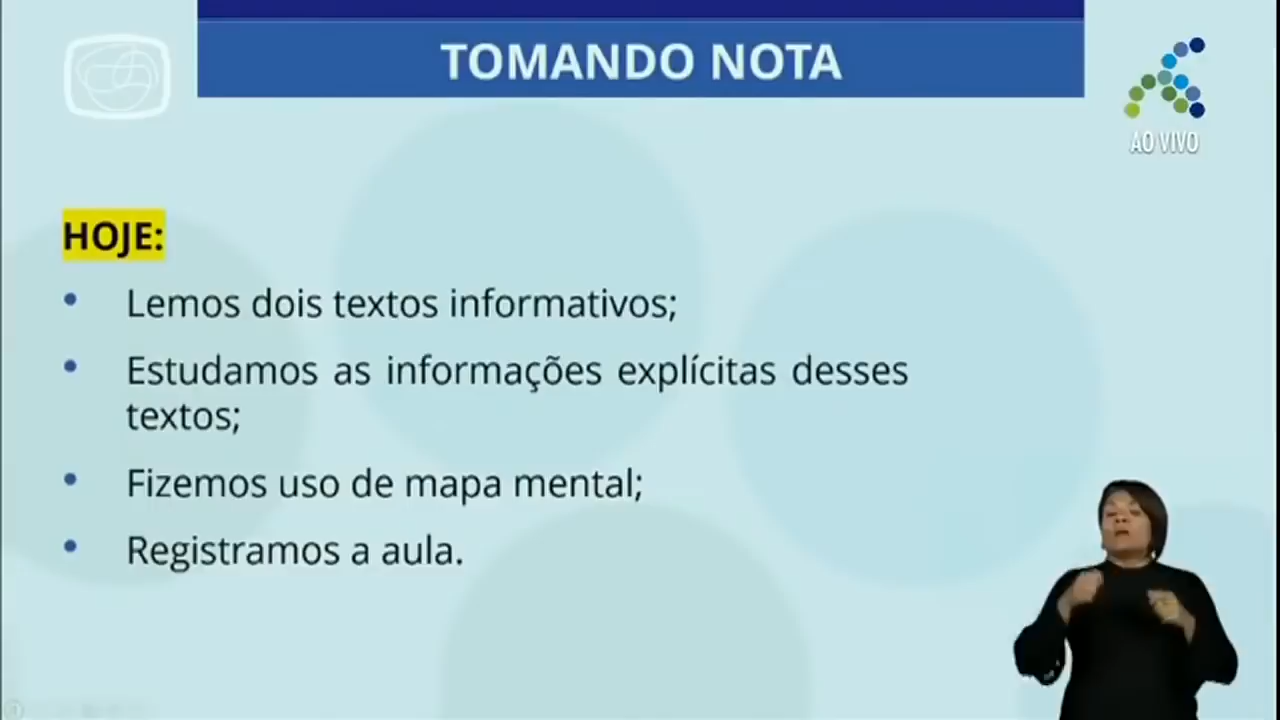 TOMANDO NOTA
AO VIVO
HOJE:
• Lemos dois textos informativos;
• Estudamos as informações explícitas desses
textos;
• Fizemos uso de mapa mental;
• Registramos a aula.